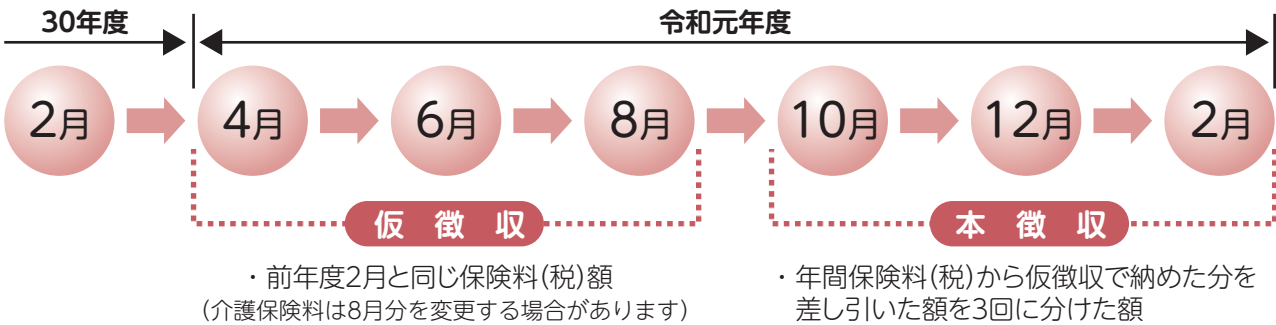 30年度
令和元年度
2月
4月
6月
8月
10月
12月
2月
仮徴収
本徴収
・前年度2月と同じ保険料(税)額
(介護保険料は8月分を変更する場合があります)
・年間保険料(税)から仮徴収で納めた分を
差し引いた額を3回に分けた額